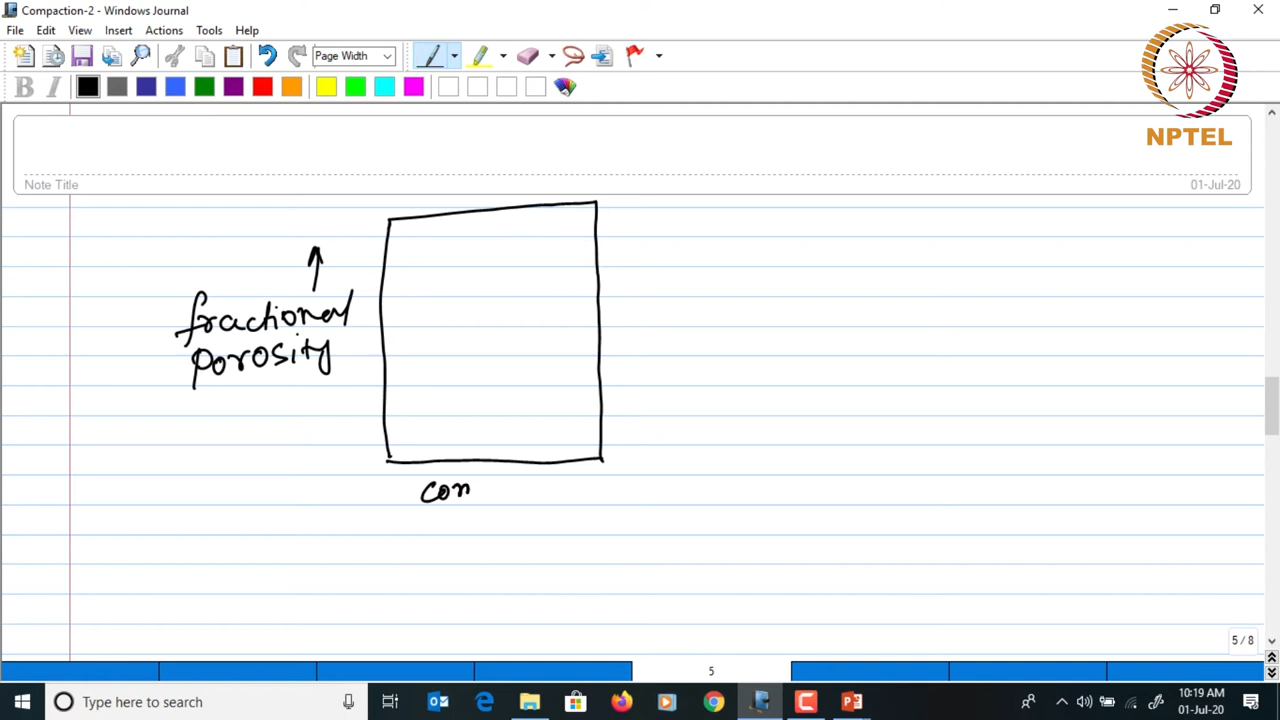 Compaction-2 - Windows Journal
File Edit View Insert Actions Tools Help
Page Width
B I
NPTEL
Note Title
01-Jul-20
fractional
porosity
com
5 / 8
5
Type here to search
10:19 AM
01-Jul-20